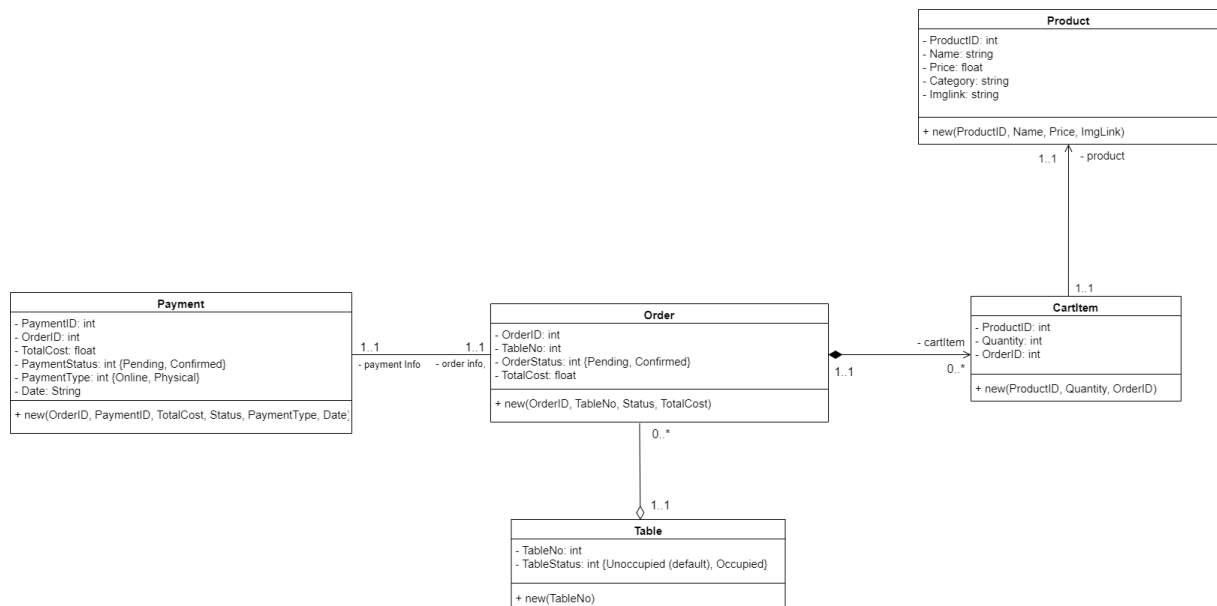 Product
- ProductID: int
- Name: string
- Price: float
- Category: string
- Imglink: string
+ new(ProductID, Name, Price, ImgLink)
1..1
- product
1..1
CartItem
- ProductID: int
- Quantity: int
- OrderID: int
+ new(ProductID, Quantity, OrderID)
Payment
- PaymentID: int
- OrderID: int
- TotalCost: float
- PaymentStatus: int {Pending, Confirmed}
- PaymentType: int {Online, Physical}
- Date: String
+ new(OrderID, PaymentID, TotalCost, Status, PaymentType, Date)
1..1
- payment Info
1..1
- order info,
Order
- OrderID: int
- TableNo: int
- OrderStatus: int {Pending, Confirmed}
- TotalCost: float
+ new(OrderID, TableNo, Status, TotalCost)
- cartItem
1..1
0..*
0..*
1..1
Table
- TableNo: int
- TableStatus: int {Unoccupied (default), Occupied}
+ new(TableNo)